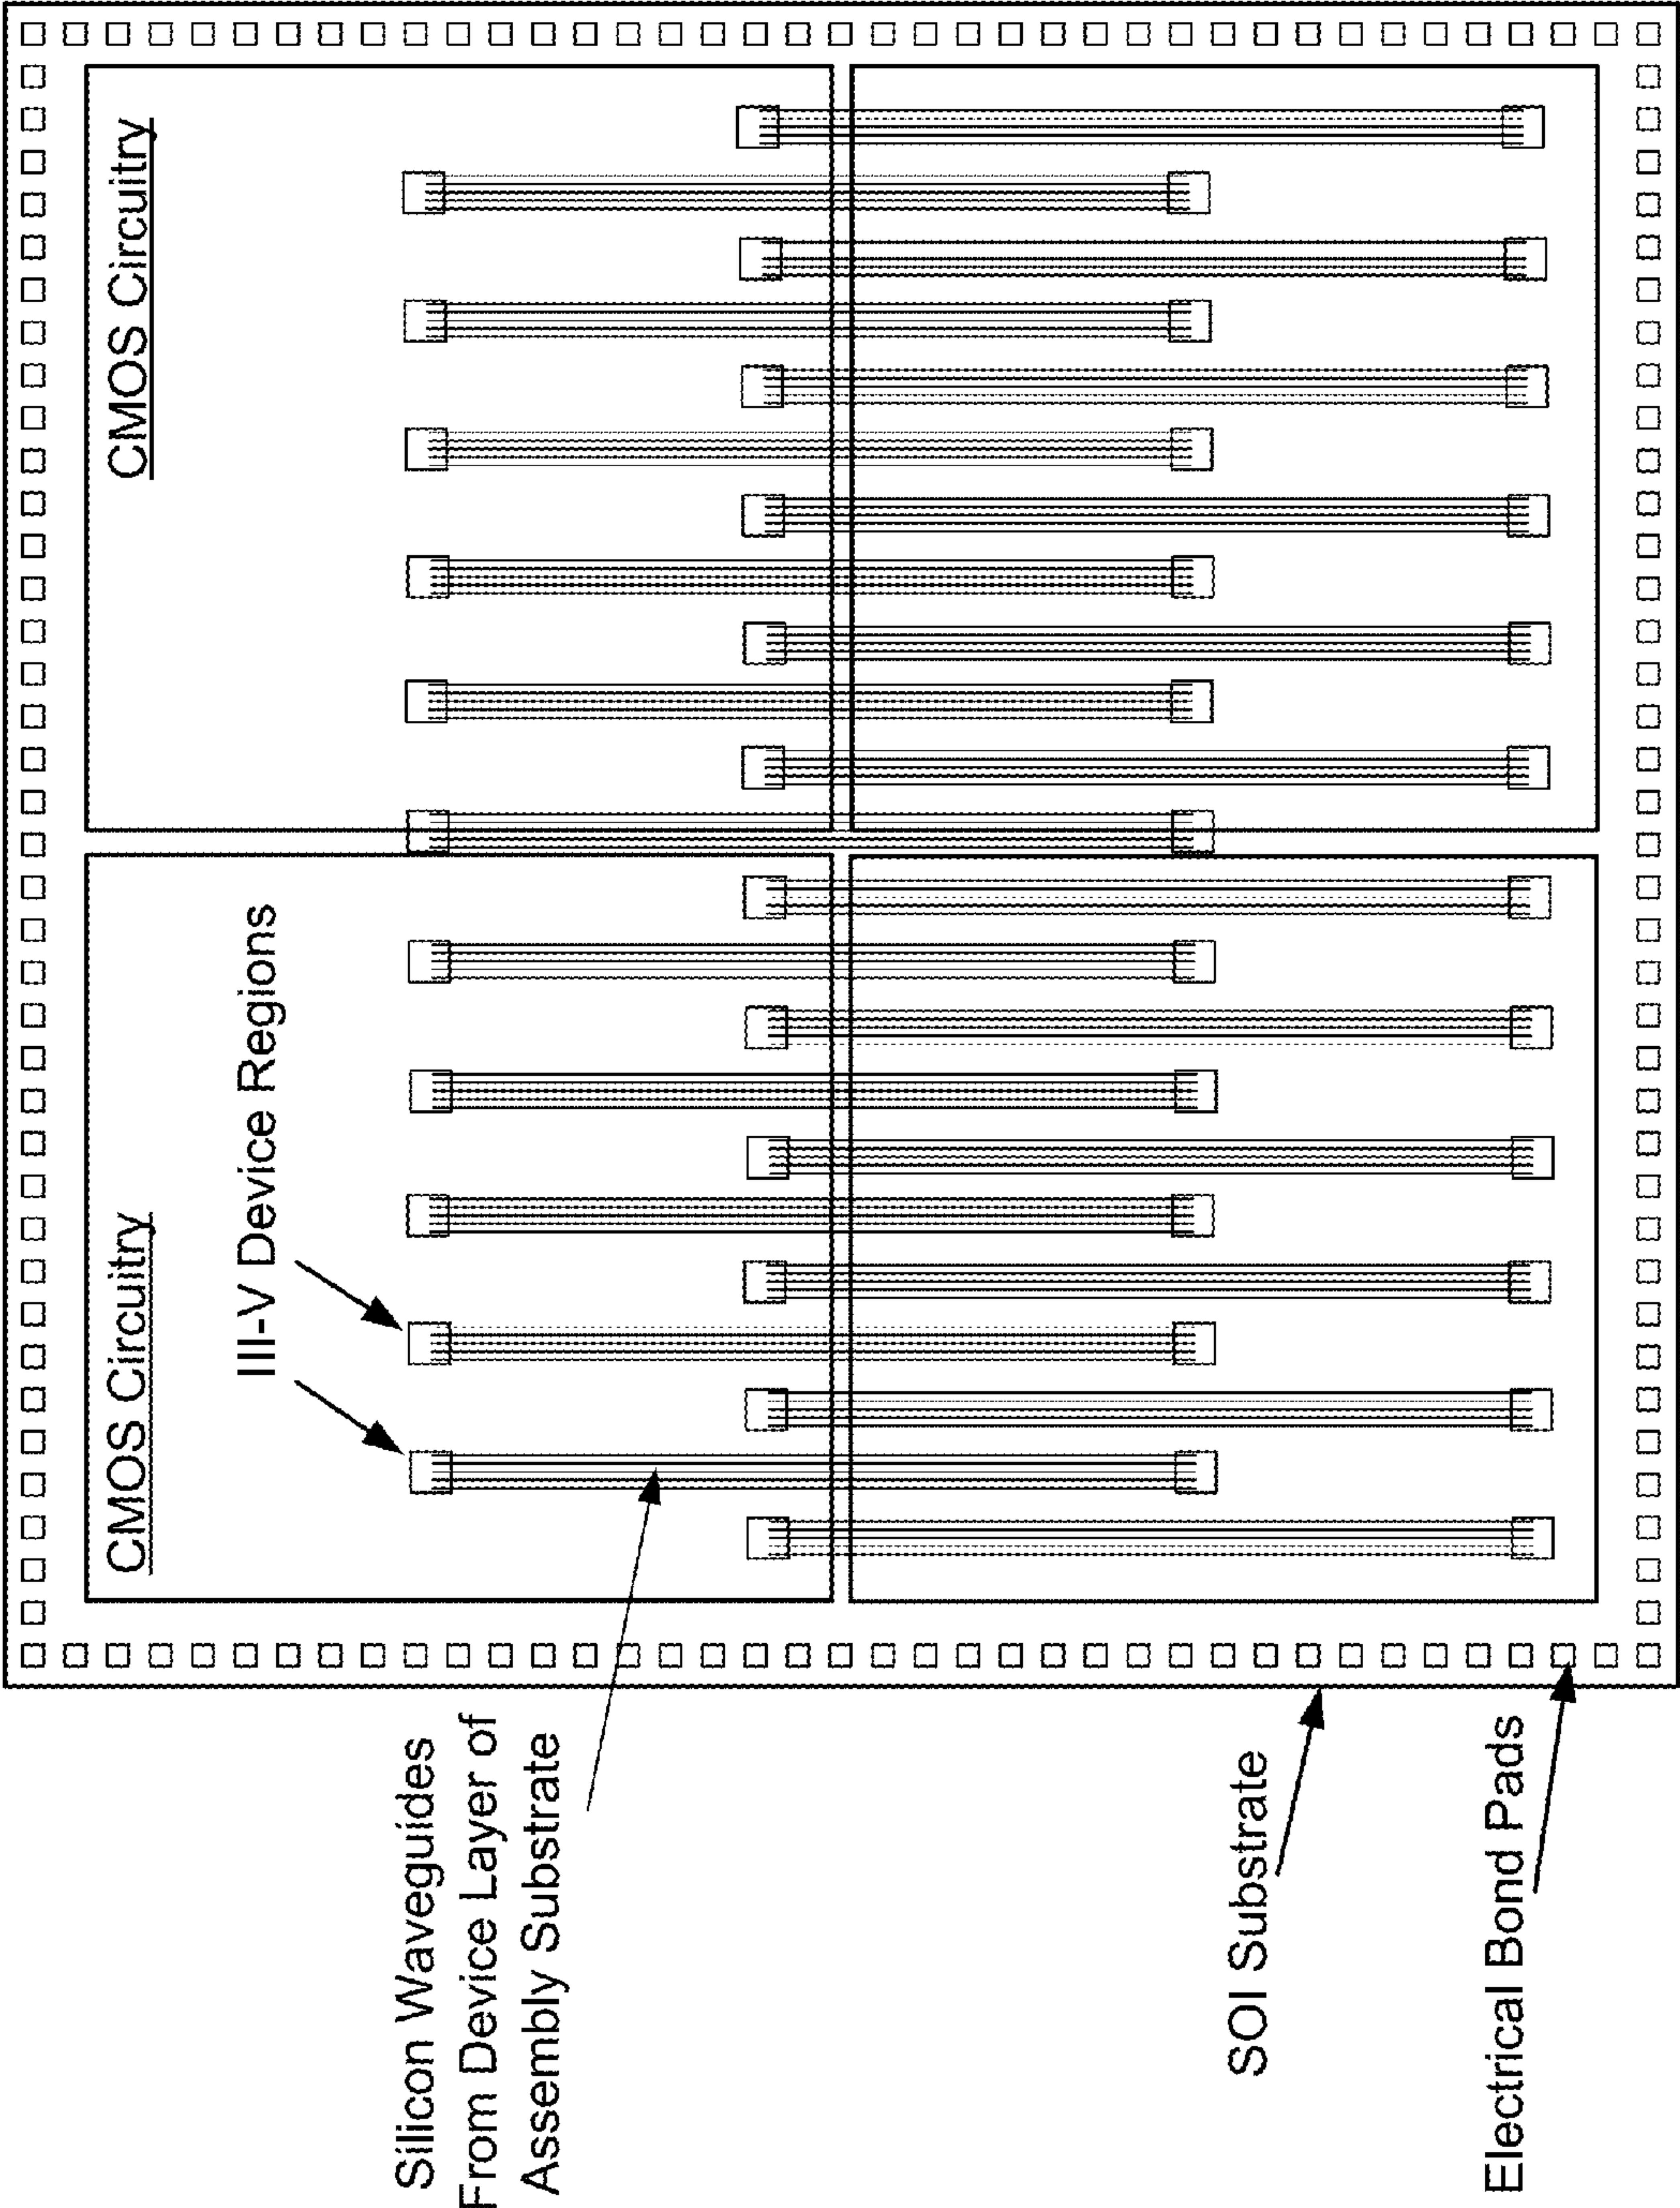 CMOS Circuitry
CMOS Circuitry
III-V Device Regions
Silicon Waveguides
From Device Layer of
Assembly Substrate
SOI Substrate
Electrical Bond Pads